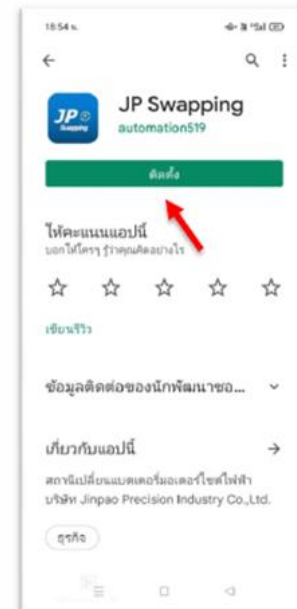 18:54 น.
JP
Swapping
JP Swapping
automation519
ติดตั้ง
ให้คะแนนแอปนี้
บอกให้ใครๆ รู้ว่าคุณคิดอย่างไร
เขียนรีวิว
ข้อมูลติดต่อของนักพัฒนาซอ...
เกี่ยวกับแอปนี้
สถานีเปลี่ยนแบตเตอรี่มอเตอร์ไซต์ไฟฟ้า
บริษัท Jinpao Precision Industry Co.,Ltd.
ธุรกิจ